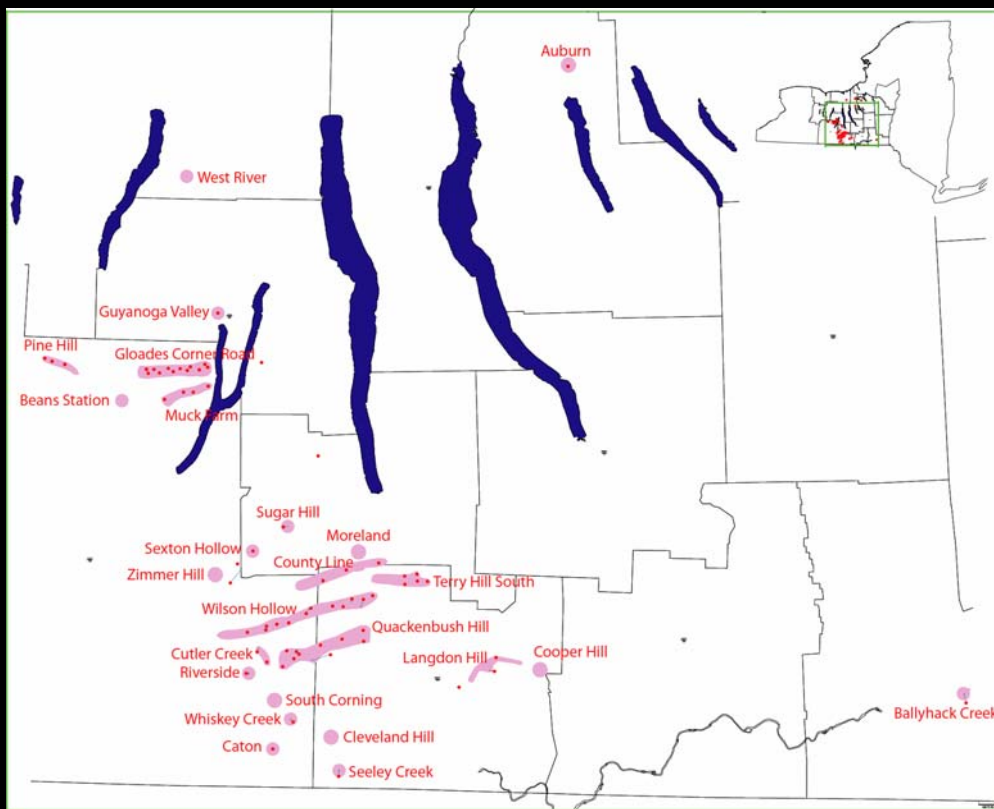 Auburn
West River
Guyanoga Valley
Pine Hill
Gloades Corner Road
Beans Station
Muck Farm
Sugar Hill
Moreland
Sexton Hollow
County Line
Zimmer Hill
Terry Hill South
Wilson Hollow
Quackenbush Hill
Cutler Creek
Langdon Hill
Cooper Hill
Riverside
South Corning
Ballyhack Creek
Whiskey Creek
Cleveland Hill
Caton
Seeley Creek